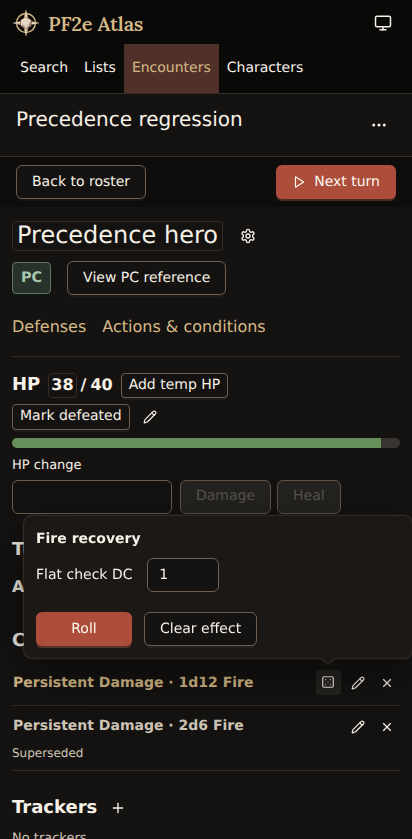 PF2e Atlas
Search Lists Encounters Characters
Precedence regression
...
Back to roster Next turn
Precedence hero
PC View PC reference
Defenses Actions & conditions
HP 38 / 40 Add temp HP
Mark defeated
HP change
Damage Heal
T
Fire recovery
Flat check DC 1
A
Roll Clear effect
C
Persistent Damage · 1d12 Fire
Persistent Damage · 2d6 Fire
Superseded
Trackers +
No trackers